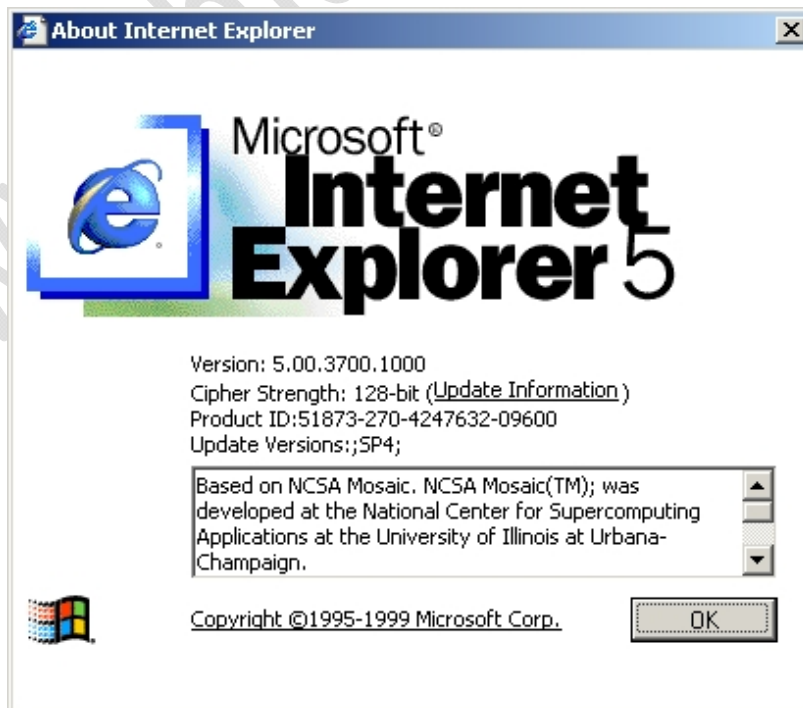 About Internet Explorer
Microsoft®
Internet
Explorer 5
Version: 5.00.3700.1000
Cipher Strength: 128-bit (Update Information)
Product ID:51873-270-4247632-09600
Update Versions:;SP4;
Based on NCSA Mosaic. NCSA Mosaic(TM); was
developed at the National Center for Supercomputing
Applications at the University of Illinois at Urbana-
Champaign.
Copyright ©1995-1999 Microsoft Corp.
OK